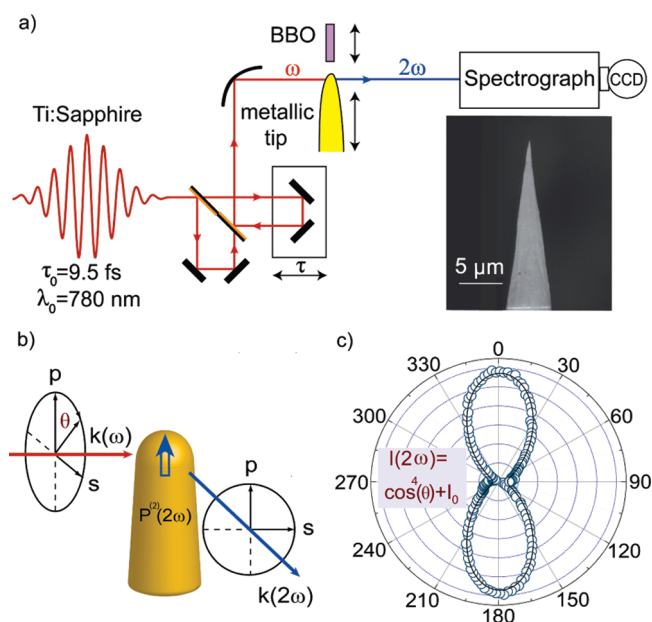 a)
BBO
ω
2ω
Spectrograph
CCD
metallic
tip
Ti:Sapphire
τ
τ₀=9.5 fs
λ₀=780 nm
5 μm
b)
p
θ
k(ω)
s
P⁽²⁾(2ω)
p
s
k(2ω)
c)
0
330
30
300
60
I(2ω)=
cos⁴(θ)+I₀
270
90
240
120
210
150
180